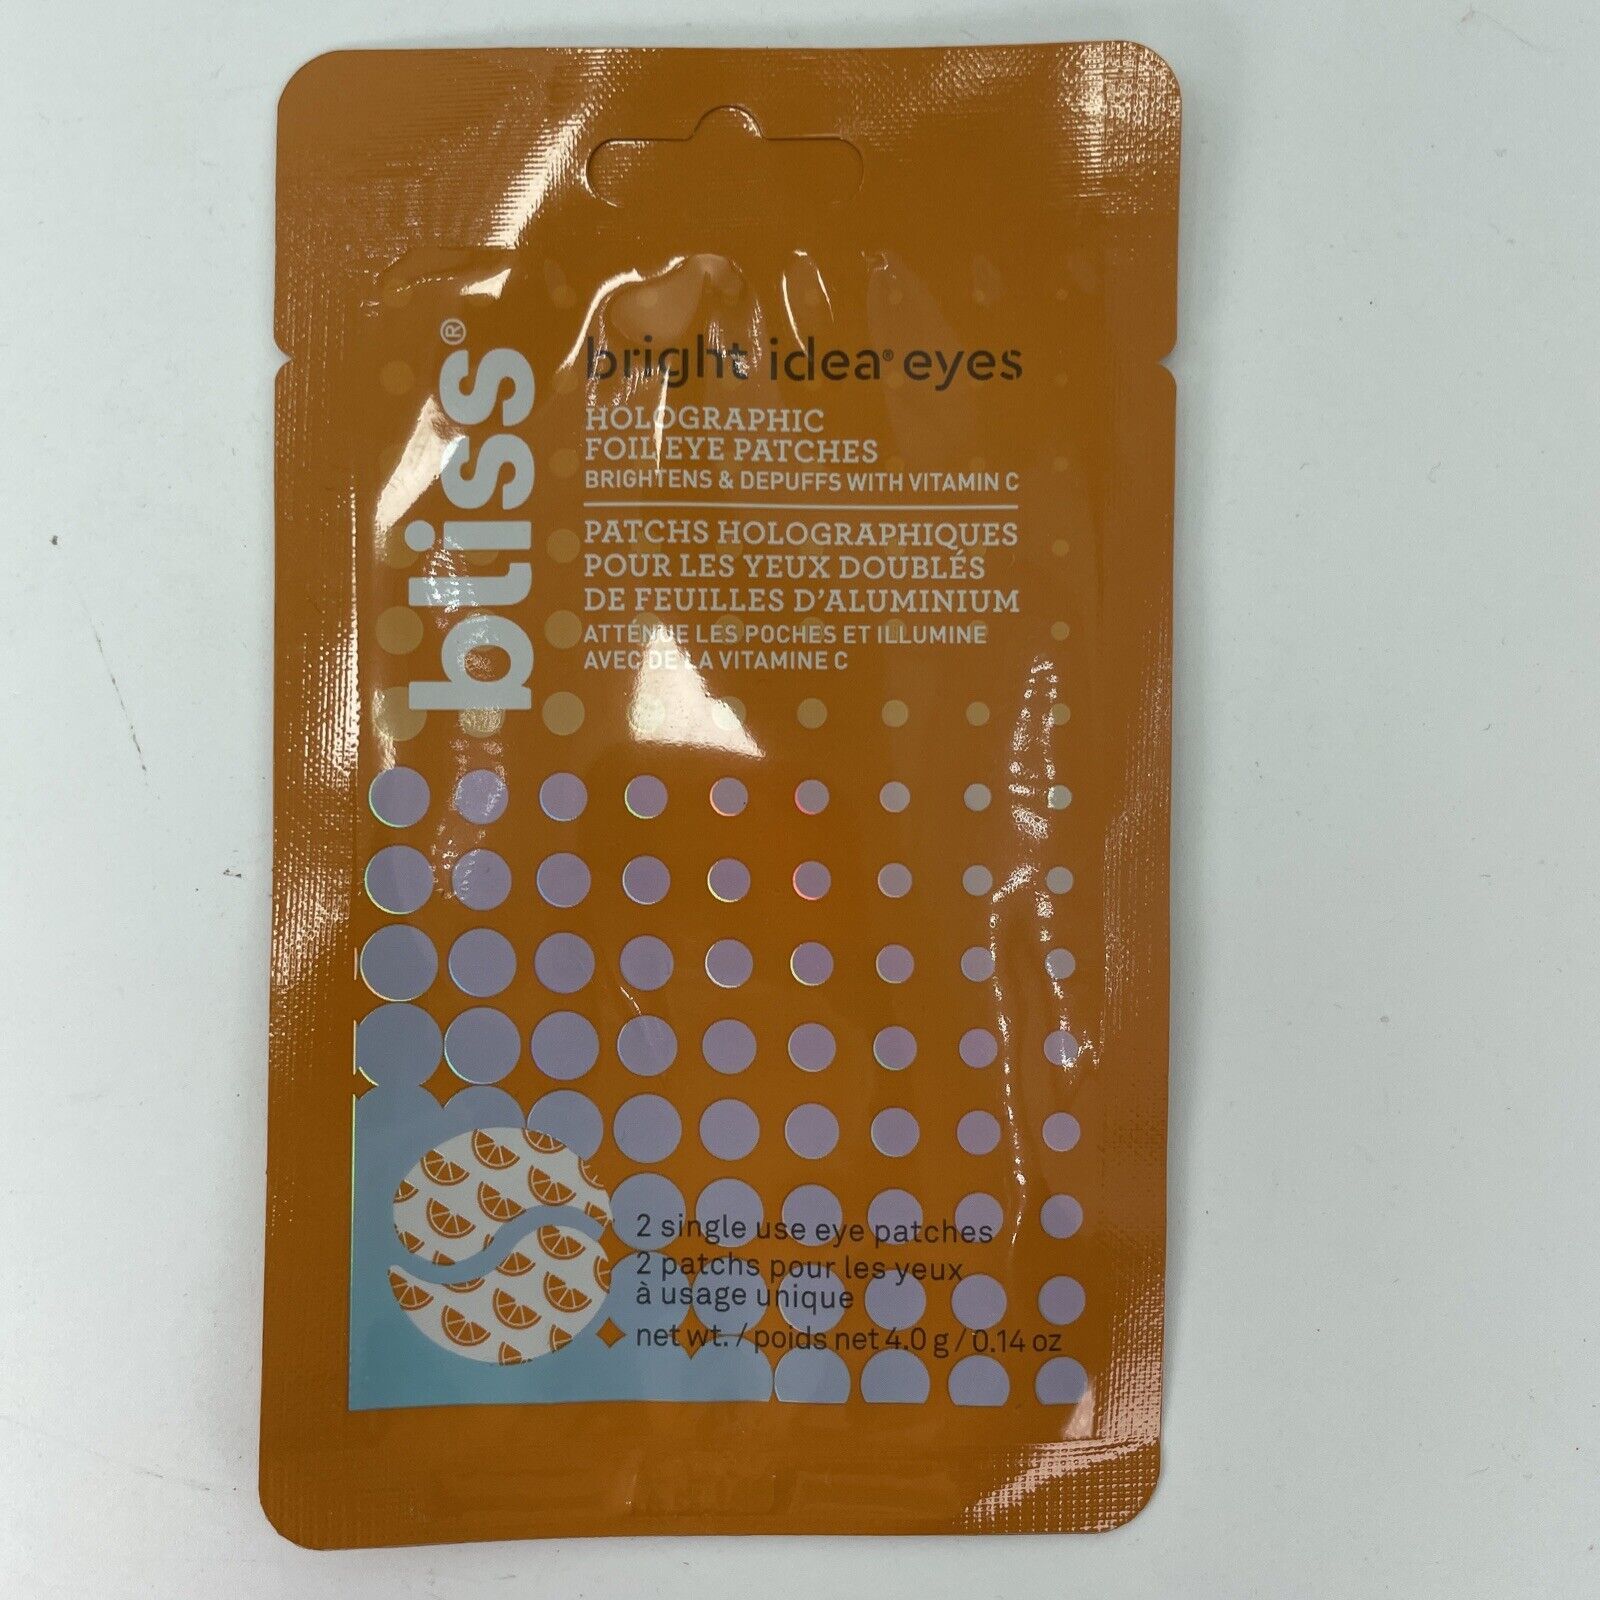 bliss®
bright idea® eyes
HOLOGRAPHIC
FOIL EYE PATCHES
BRIGHTENS & DEPUFFS WITH VITAMIN C
PATCHS HOLOGRAPHIQUES
POUR LES YEUX DOUBLÉS
DE FEUILLES D'ALUMINIUM
ATTÉNUE LES POCHES ET ILLUMINE
AVEC DE LA VITAMINE C
2 single use eye patches
2 patchs pour les yeux
à usage unique
net wt. / poids net 4.0 g / 0.14 oz